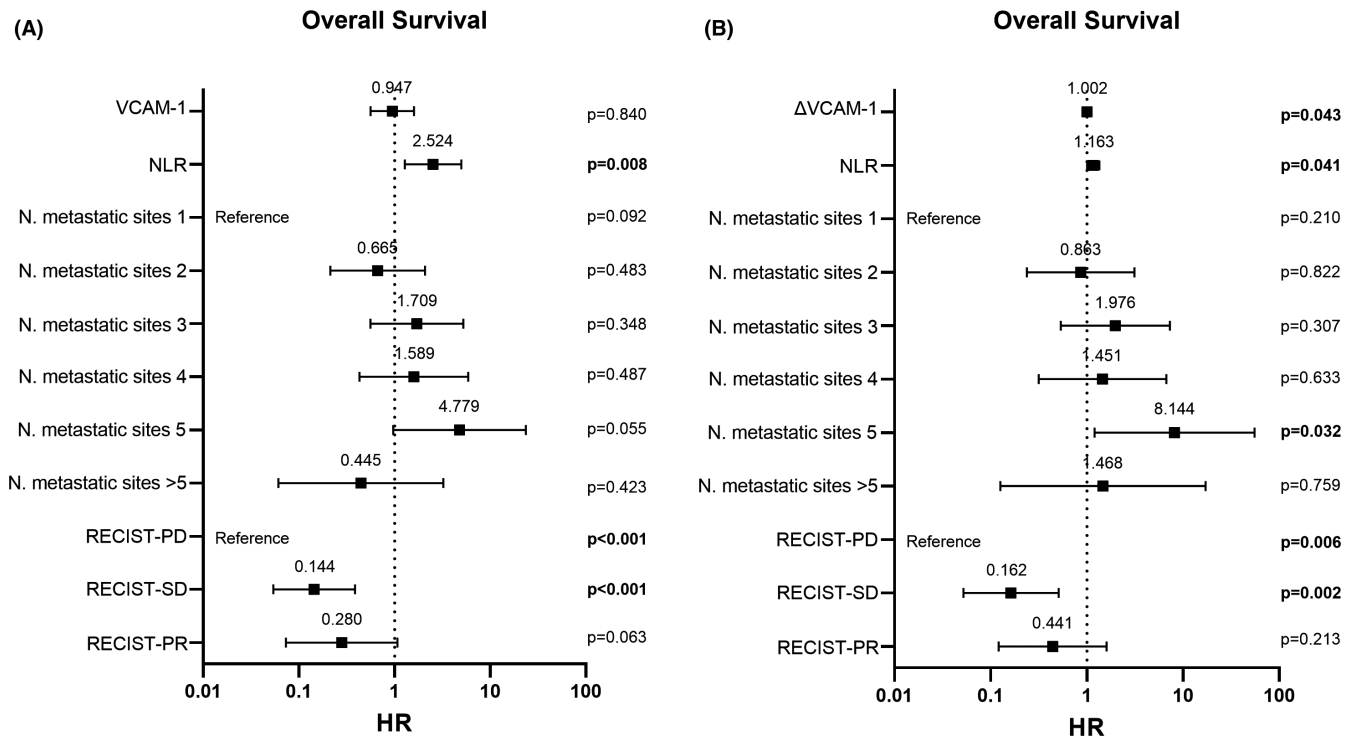 (A)
Overall Survival
VCAM-1
0.947
p=0.840
NLR
2.524
p=0.008
N. metastatic sites 1
Reference
p=0.092
N. metastatic sites 2
0.665
p=0.483
N. metastatic sites 3
1.709
p=0.348
N. metastatic sites 4
1.589
p=0.487
N. metastatic sites 5
4.779
p=0.055
N. metastatic sites >5
0.445
p=0.423
RECIST-PD
Reference
p<0.001
RECIST-SD
0.144
p<0.001
RECIST-PR
0.280
p=0.063
0.01 0.1 1 10 100
HR
(B)
Overall Survival
ΔVCAM-1
1.002
p=0.043
NLR
1.163
p=0.041
N. metastatic sites 1
Reference
p=0.210
N. metastatic sites 2
0.863
p=0.822
N. metastatic sites 3
1.976
p=0.307
N. metastatic sites 4
1.451
p=0.633
N. metastatic sites 5
8.144
p=0.032
N. metastatic sites >5
1.468
p=0.759
RECIST-PD
Reference
p=0.006
RECIST-SD
0.162
p=0.002
RECIST-PR
0.441
p=0.213
0.01 0.1 1 10 100
HR